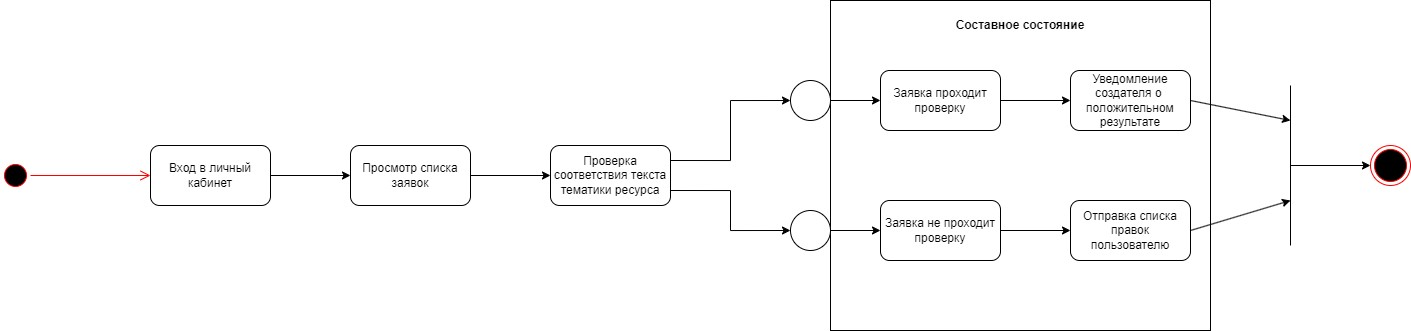 Составное состояние
Заявка проходит
проверку
Уведомление
создателя о
положительном
результате
Вход в личный
кабинет
Просмотр списка
заявок
Проверка
соответствия текста
тематики ресурса
Заявка не проходит
проверку
Отправка списка
правок
пользователю